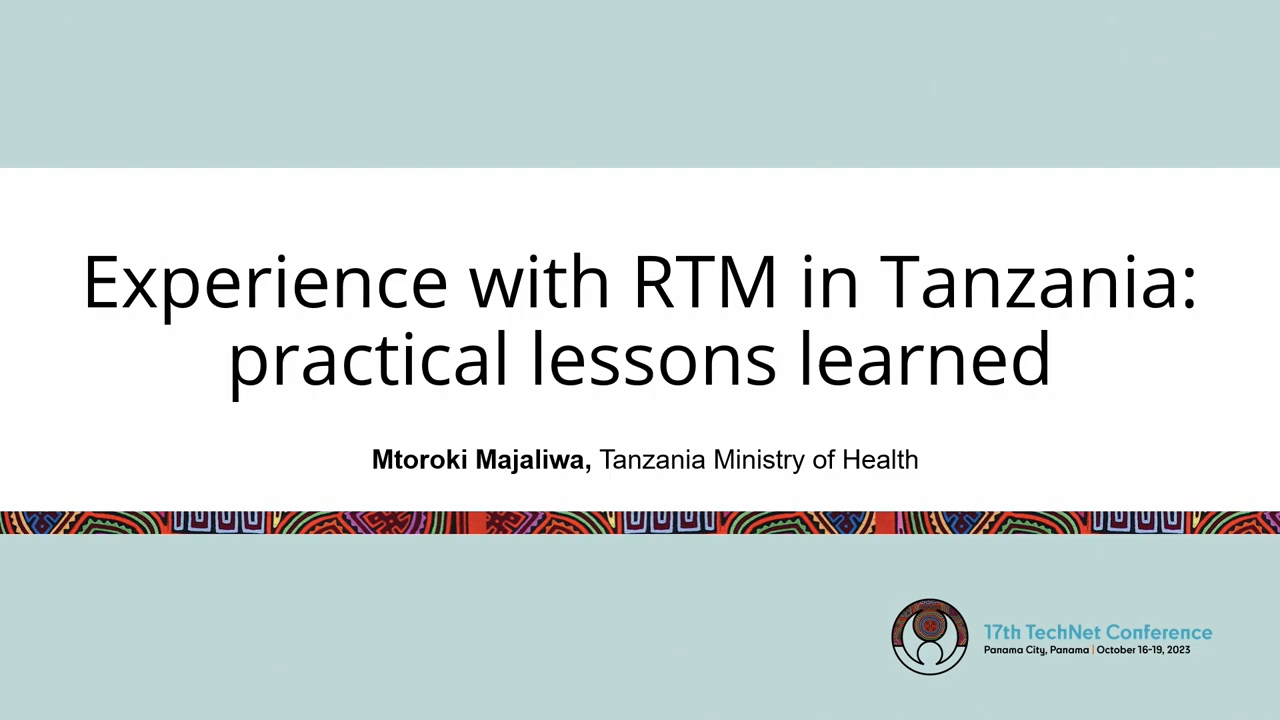 Experience with RTM in Tanzania:
practical lessons learned
Mtoroki Majaliwa, Tanzania Ministry of Health
17th TechNet Conference
Panama City, Panama | October 16-19, 2023